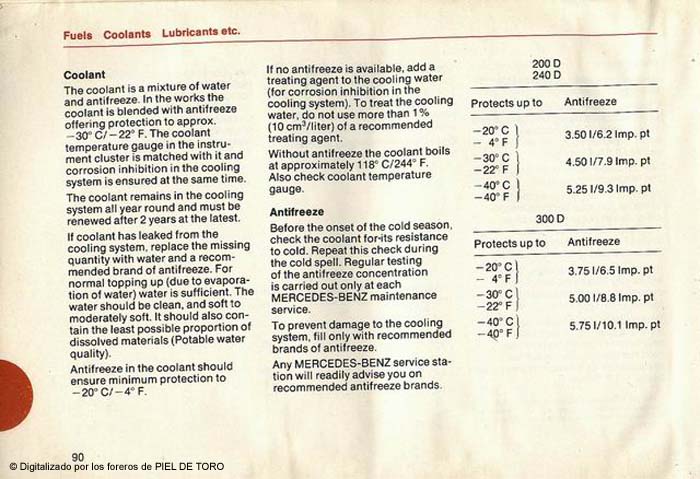 Fuels Coolants Lubricants etc.
Coolant
The coolant is a mixture of water
and antifreeze. In the works the
coolant is blended with antifreeze
offering protection to approx.
−30° C/−22° F. The coolant
temperature gauge in the instru-
ment cluster is matched with it and
corrosion inhibition in the cooling
system is ensured at the same time.
The coolant remains in the cooling
system all year round and must be
renewed after 2 years at the latest.
If coolant has leaked from the
cooling system, replace the missing
quantity with water and a recom-
mended brand of antifreeze. For
normal topping up (due to evapora-
tion of water) water is sufficient. The
water should be clean, and soft to
moderately soft. It should also con-
tain the least possible proportion of
dissolved materials (Potable water
quality).
Antifreeze in the coolant should
ensure minimum protection to
−20° C/−4° F.
If no antifreeze is available, add a
treating agent to the cooling water
(for corrosion inhibition in the
cooling system). To treat the cooling
water, do not use more than 1%
(10 cm³/liter) of a recommended
treating agent.
Without antifreeze the coolant boils
at approximately 118° C/244° F.
Also check coolant temperature
gauge.
Antifreeze
Before the onset of the cold season,
check the coolant for its resistance
to cold. Repeat this check during
the cold spell. Regular testing
of the antifreeze concentration
is carried out only at each
MERCEDES-BENZ maintenance
service.
To prevent damage to the cooling
system, fill only with recommended
brands of antifreeze.
Any MERCEDES-BENZ service sta-
tion will readily advise you on
recommended antifreeze brands.
200 D
240 D
Protects up to Antifreeze
−20° C
− 4° F
3.50 l/6.2 Imp. pt
−30° C
−22° F
4.50 l/7.9 Imp. pt
−40° C
−40° F
5.25 l/9.3 Imp. pt
300 D
Protects up to Antifreeze
−20° C
− 4° F
3.75 l/6.5 Imp. pt
−30° C
−22° F
5.00 l/8.8 Imp. pt
−40° C
−40° F
5.75 l/10.1 Imp. pt
90
© Digitalizado por los foreros de PIEL DE TORO